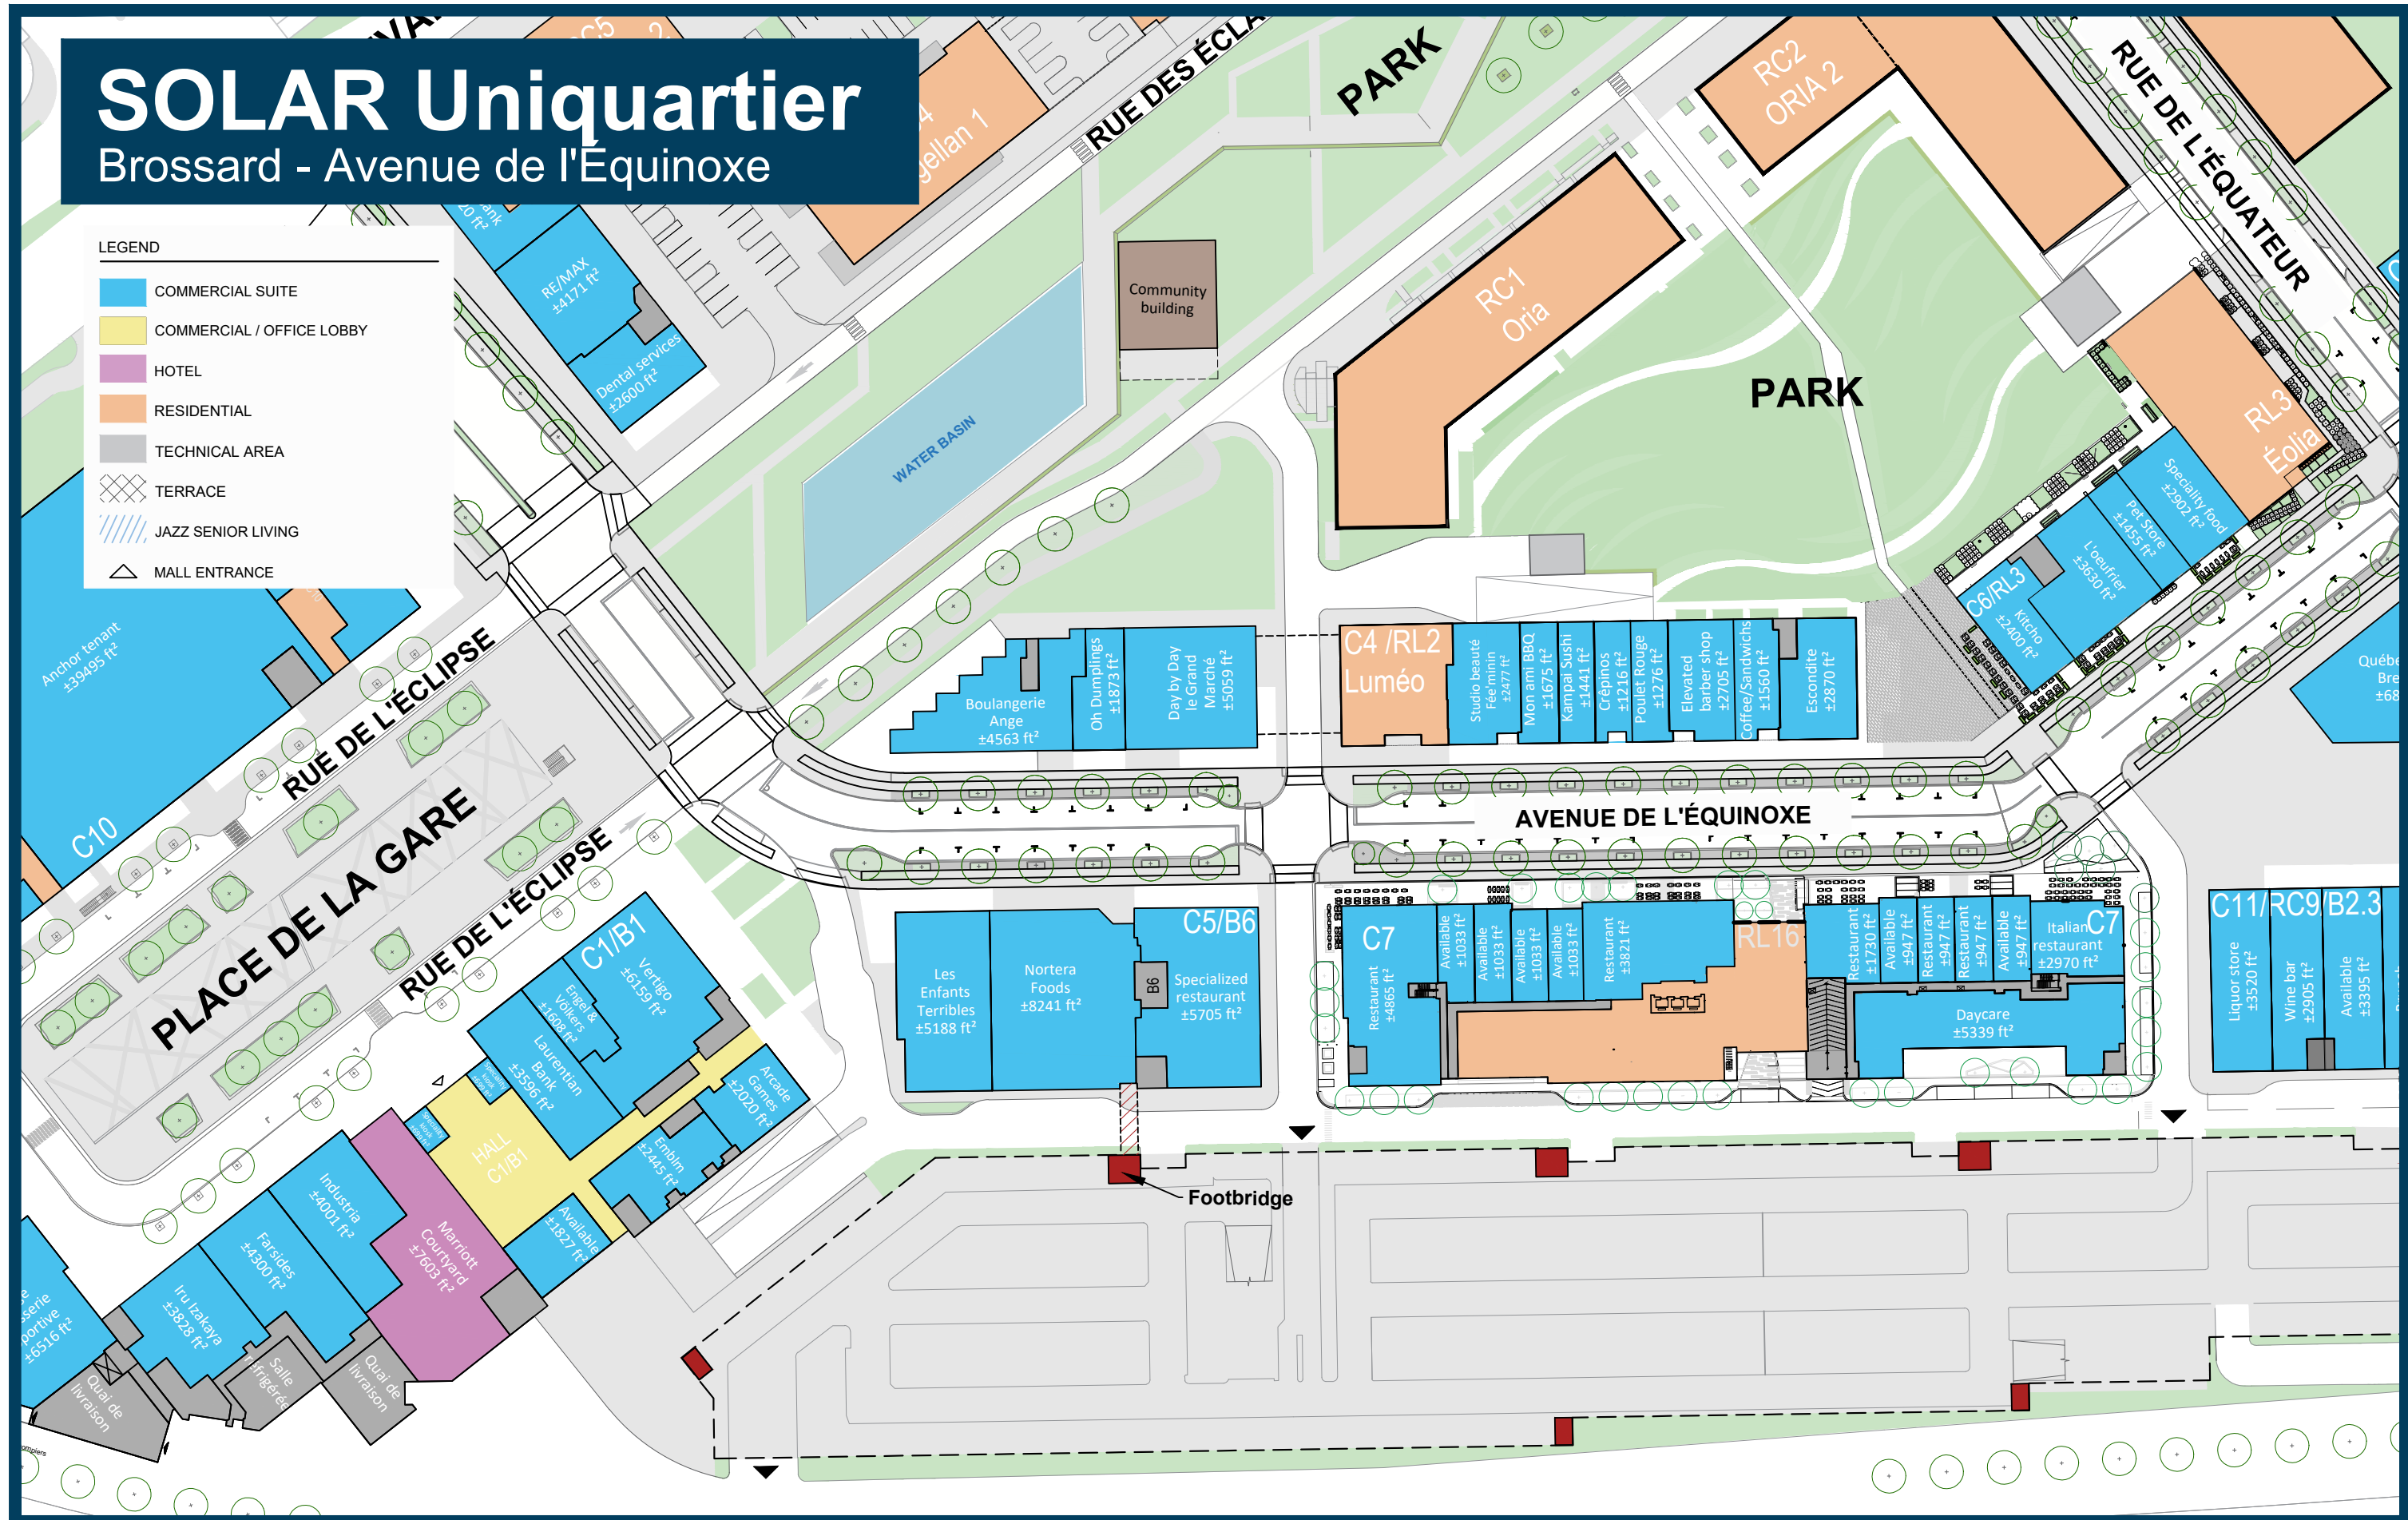 SOLAR Uniquartier
Brossard - Avenue de l'Équinoxe
LEGEND
COMMERCIAL SUITE
COMMERCIAL / OFFICE LOBBY
HOTEL
RESIDENTIAL
TECHNICAL AREA
TERRACE
JAZZ SENIOR LIVING
MALL ENTRANCE
RC5
RE/MAX
±4171 ft²
Dental services
±2600 ft²
RUE DES ÉCLA
PARK
Community
building
WATER BASIN
RC1
Oria
RC2
ORIA 2
PARK
RUE DE L'ÉQUATEUR
RL3
Éolia
Speciality food
±2902 ft²
Pet Store
±1455 ft²
L'oeufrier
±3630 ft²
C6/RL3
Kitcho
±2400 ft²
Anchor tenant
±39495 ft²
C10
RUE DE L'ÉCLIPSE
PLACE DE LA GARE
RUE DE L'ÉCLIPSE
Boulangerie
Ange
±4563 ft²
Oh Dumplings
±1873 ft²
Day by Day
le Grand
Marché
±5059 ft²
C4 /RL2
Luméo
Studio beauté
Fée'minin
±2477 ft²
Mon ami BBQ
±1675 ft²
Kampai Sushi
±1441 ft²
Crêpinos
±1216 ft²
Poulet Rouge
±1276 ft²
Elevated
barber shop
±2705 ft²
Coffee/Sandwichs
±1560 ft²
Escondite
±2870 ft²
AVENUE DE L'ÉQUINOXE
C1/B1
Vertigo
±6159 ft²
Engel &
Völkers
±1608 ft²
Laurentian
Bank
±3596 ft²
Arcade
Games
±2020 ft²
Emblm
±2445 ft²
Available
±1827 ft²
HALL
C1/B1
Marriott
Courtyard
±7603 ft²
Industria
±4001 ft²
Farsides
±4300 ft²
Iru Izakaya
±3828 ft²
±6516 ft²
Quai de
livraison
Salle
réfrigérée
Quai de
livraison
Les
Enfants
Terribles
±5188 ft²
Nortera
Foods
±8241 ft²
C5/B6
B6
Specialized
restaurant
±5705 ft²
C7
Restaurant
±4865 ft²
Available
±1033 ft²
Available
±1033 ft²
Available
±1033 ft²
Available
±1033 ft²
Restaurant
±3821 ft²
RL16
Restaurant
±1730 ft²
Available
±947 ft²
Restaurant
±947 ft²
Restaurant
±947 ft²
Available
±947 ft²
C7
Italian
restaurant
±2970 ft²
Daycare
±5339 ft²
C11/RC9/B2.3
Liquor store
±3520 ft²
Wine bar
±2905 ft²
Available
±3395 ft²
Footbridge